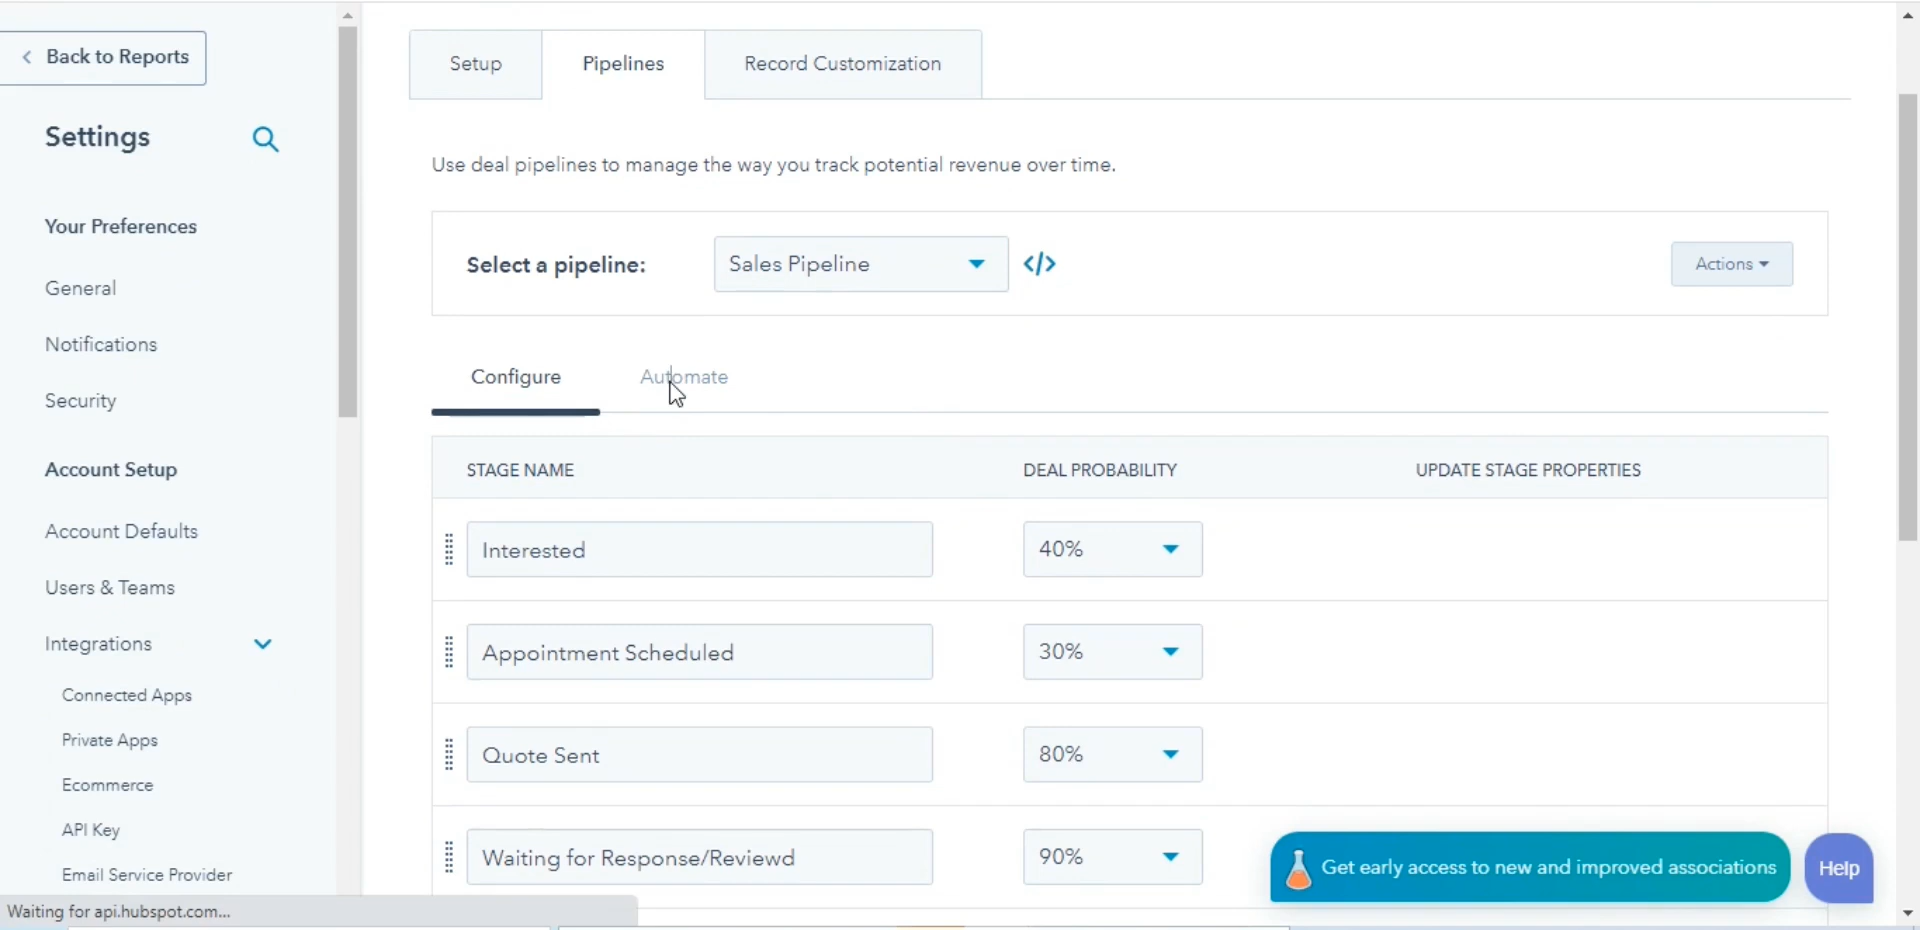 Back to Reports
Settings
Your Preferences
General
Notifications
Security
Account Setup
Account Defaults
Users & Teams
Integrations
Connected Apps
Private Apps
Ecommerce
API Key
Email Service Provider
Waiting for api.hubspot.com...
Setup Pipelines Record Customization
Use deal pipelines to manage the way you track potential revenue over time.
Select a pipeline: Sales Pipeline </> Actions
Configure Automate
STAGE NAME DEAL PROBABILITY UPDATE STAGE PROPERTIES
Interested 40%
Appointment Scheduled 30%
Quote Sent 80%
Waiting for Response/Reviewd 90%
Get early access to new and improved associations
Help